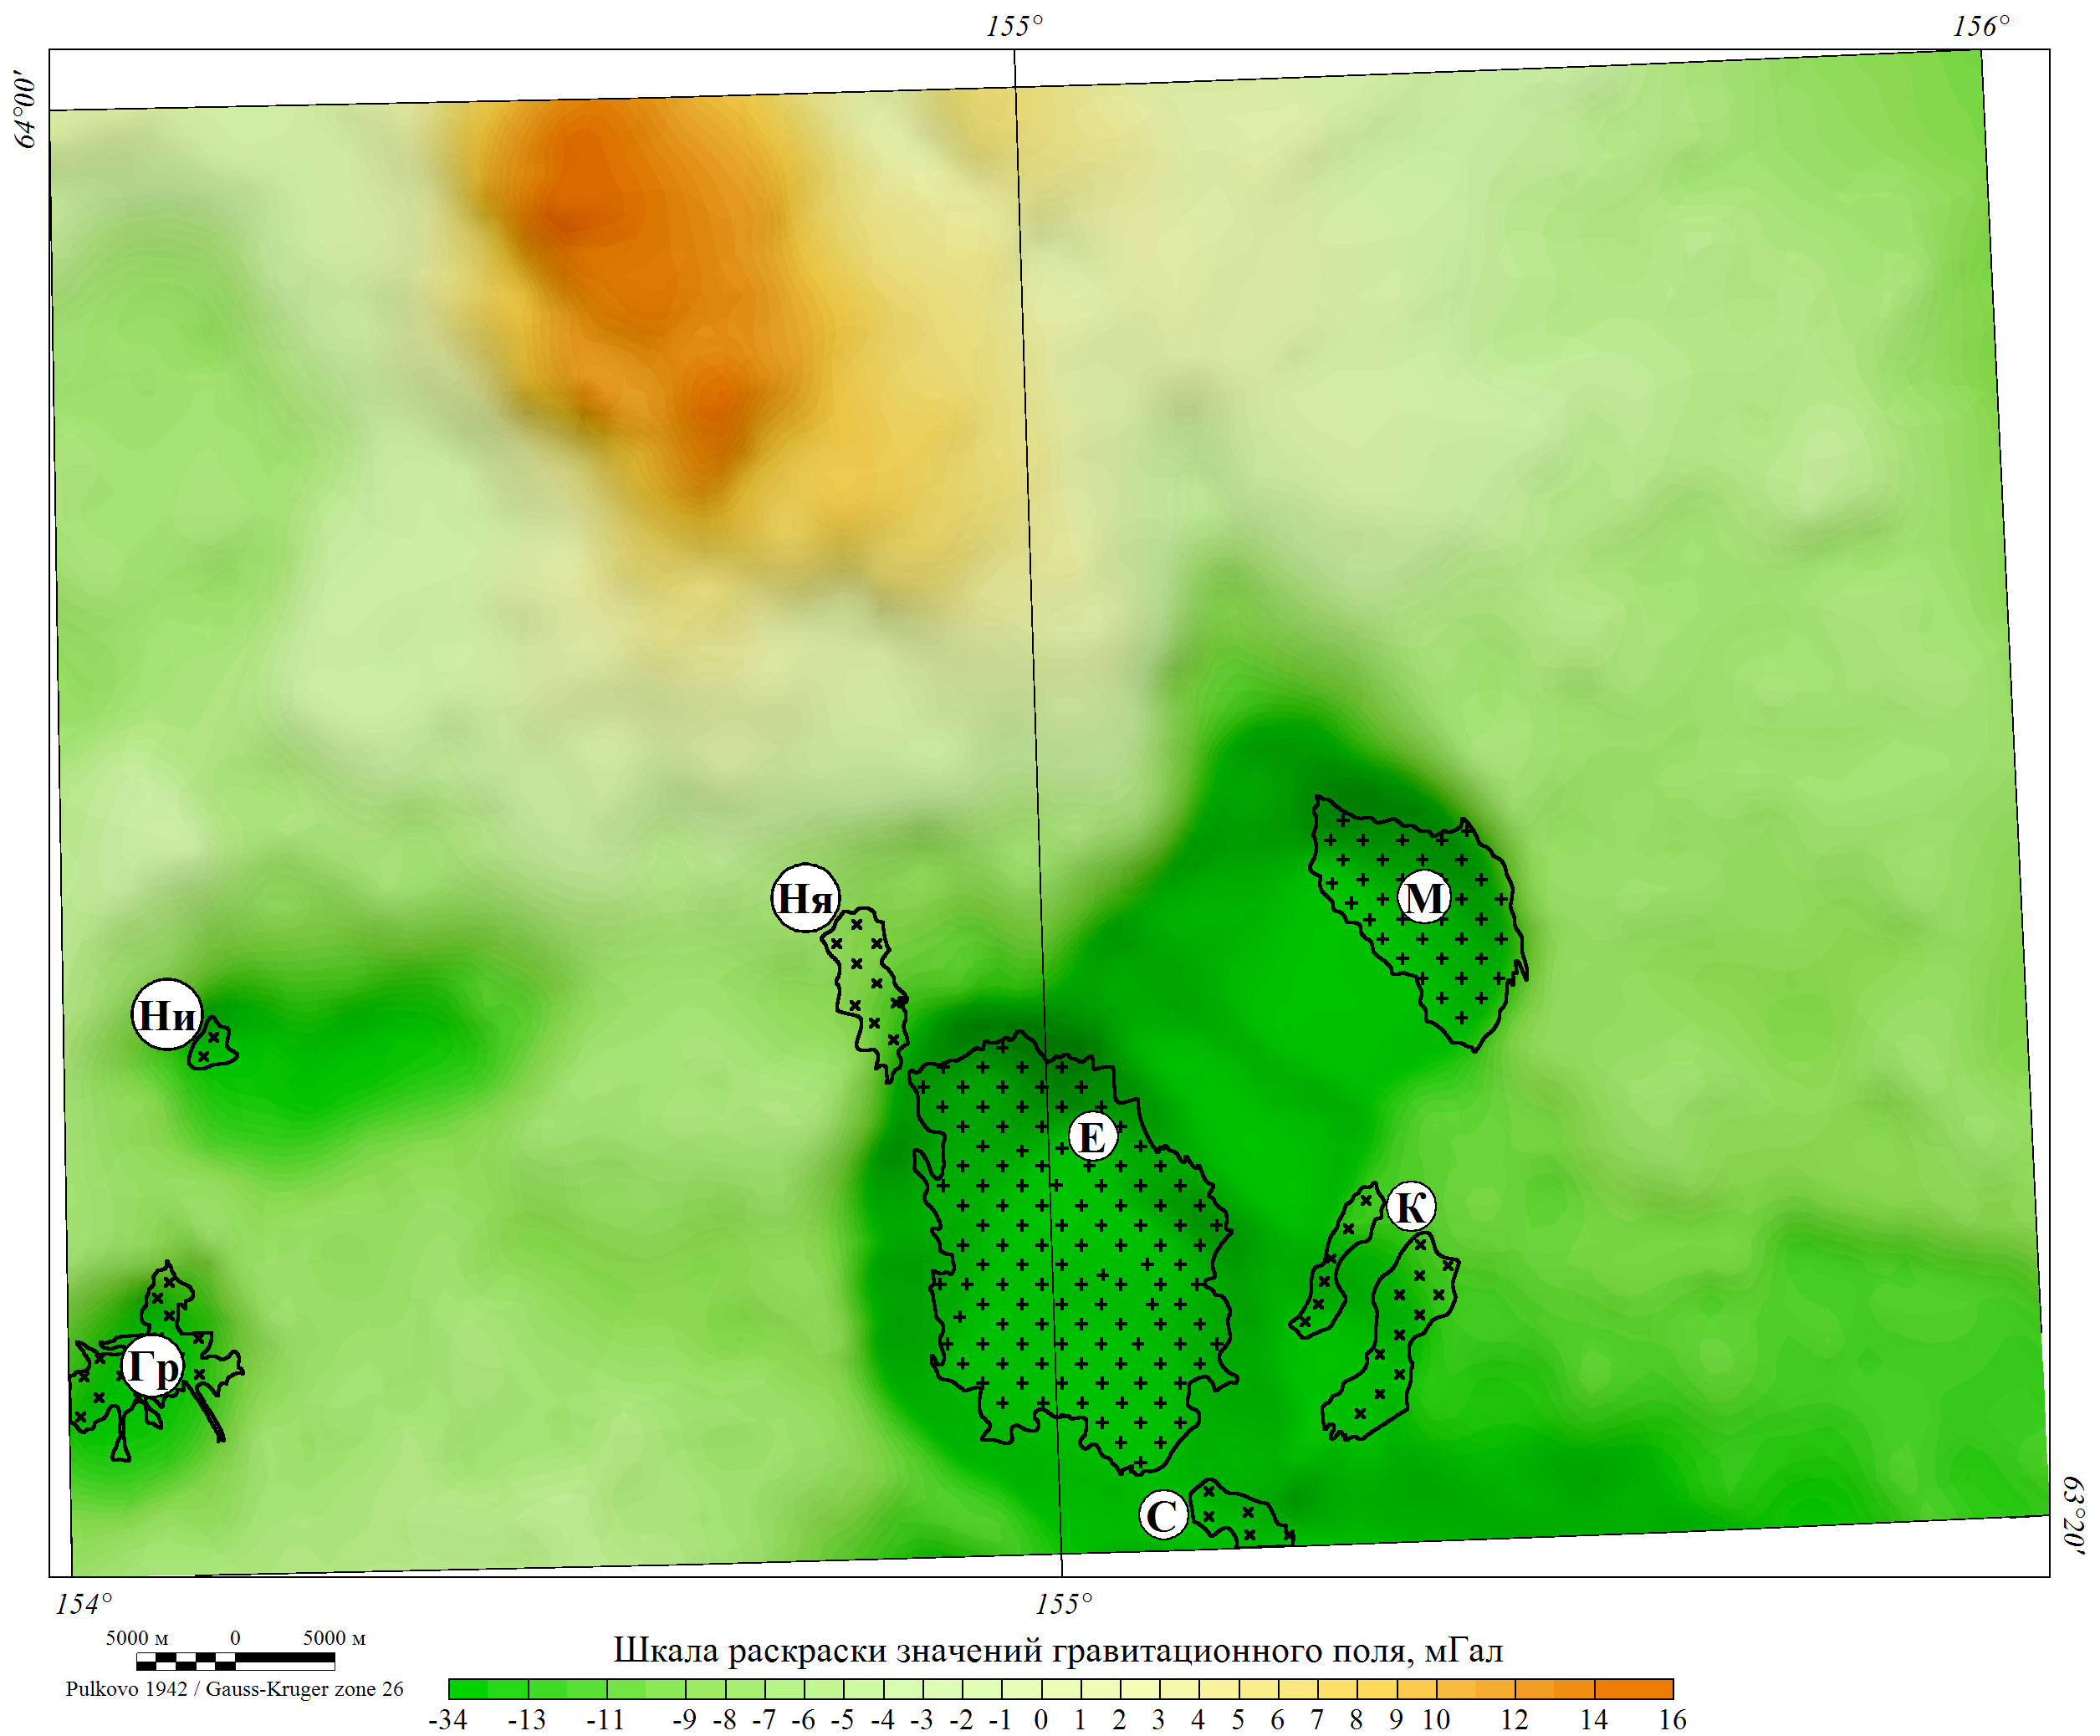 155°
156°
64°00'
Ня
М
Ни
Е
К
Гр
С
63°20'
154°
155°
5000 м 0 5000 м
Pulkovo 1942 / Gauss-Kruger zone 26
Шкала раскраски значений гравитационного поля, мГал
-34 -13 -11 -9 -8 -7 -6 -5 -4 -3 -2 -1 0 1 2 3 4 5 6 7 8 9 10 12 14 16